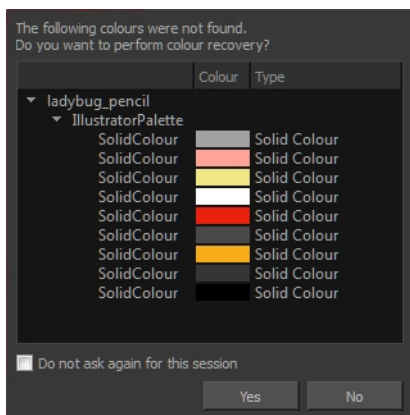 The following colours were not found.
Do you want to perform colour recovery?
Colour Type
ladybug_pencil
IllustratorPalette
SolidColour Solid Colour
SolidColour Solid Colour
SolidColour Solid Colour
SolidColour Solid Colour
SolidColour Solid Colour
SolidColour Solid Colour
SolidColour Solid Colour
SolidColour Solid Colour
SolidColour Solid Colour
Do not ask again for this session
Yes No